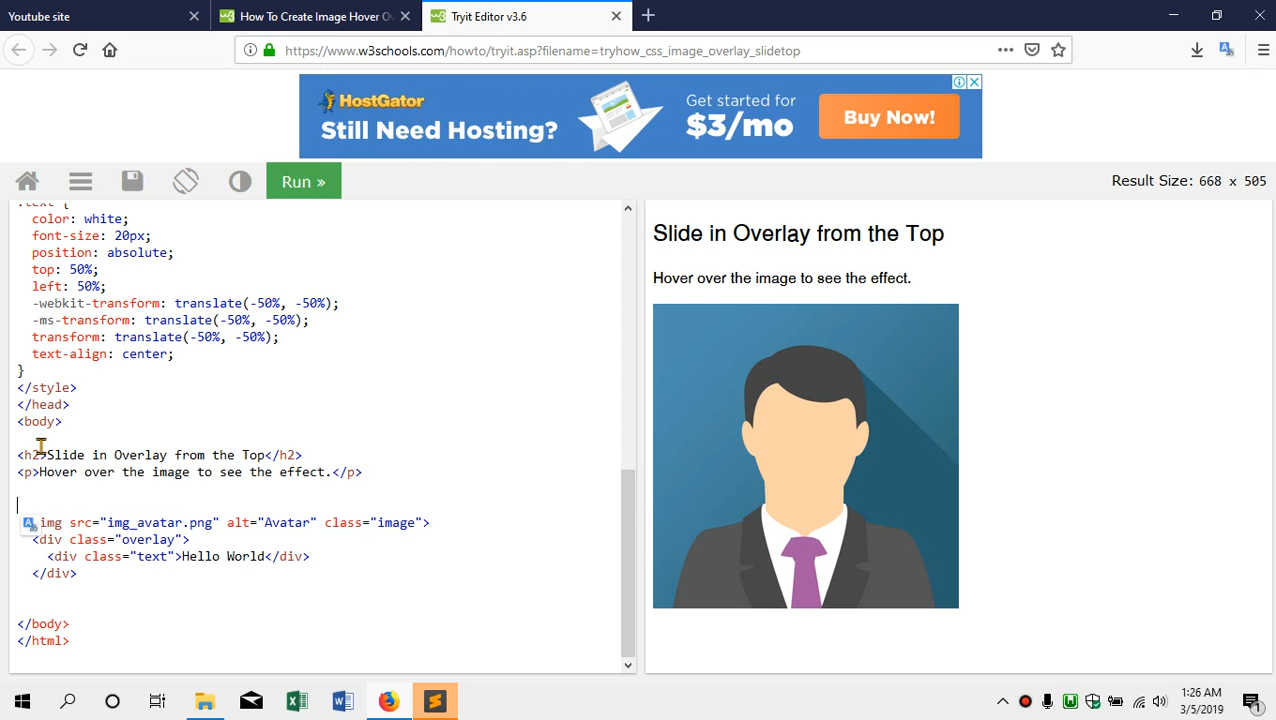 Youtube site
How To Create Image Hover Ov
Tryit Editor v3.6
https://www.w3schools.com/howto/tryit.asp?filename=tryhow_css_image_overlay_slidetop
HostGator
Still Need Hosting?
Get started for
$3/mo
Buy Now!
Run »
Result Size: 668 x 505
.text {
color: white;
font-size: 20px;
position: absolute;
top: 50%;
left: 50%;
-webkit-transform: translate(-50%, -50%);
-ms-transform: translate(-50%, -50%);
transform: translate(-50%, -50%);
text-align: center;
}
</style>
</head>
<body>
<h2>Slide in Overlay from the Top</h2>
<p>Hover over the image to see the effect.</p>
img src="img_avatar.png" alt="Avatar" class="image">
<div class="overlay">
<div class="text">Hello World</div>
</div>
</body>
</html>
Slide in Overlay from the Top
Hover over the image to see the effect.
1:26 AM
3/5/2019